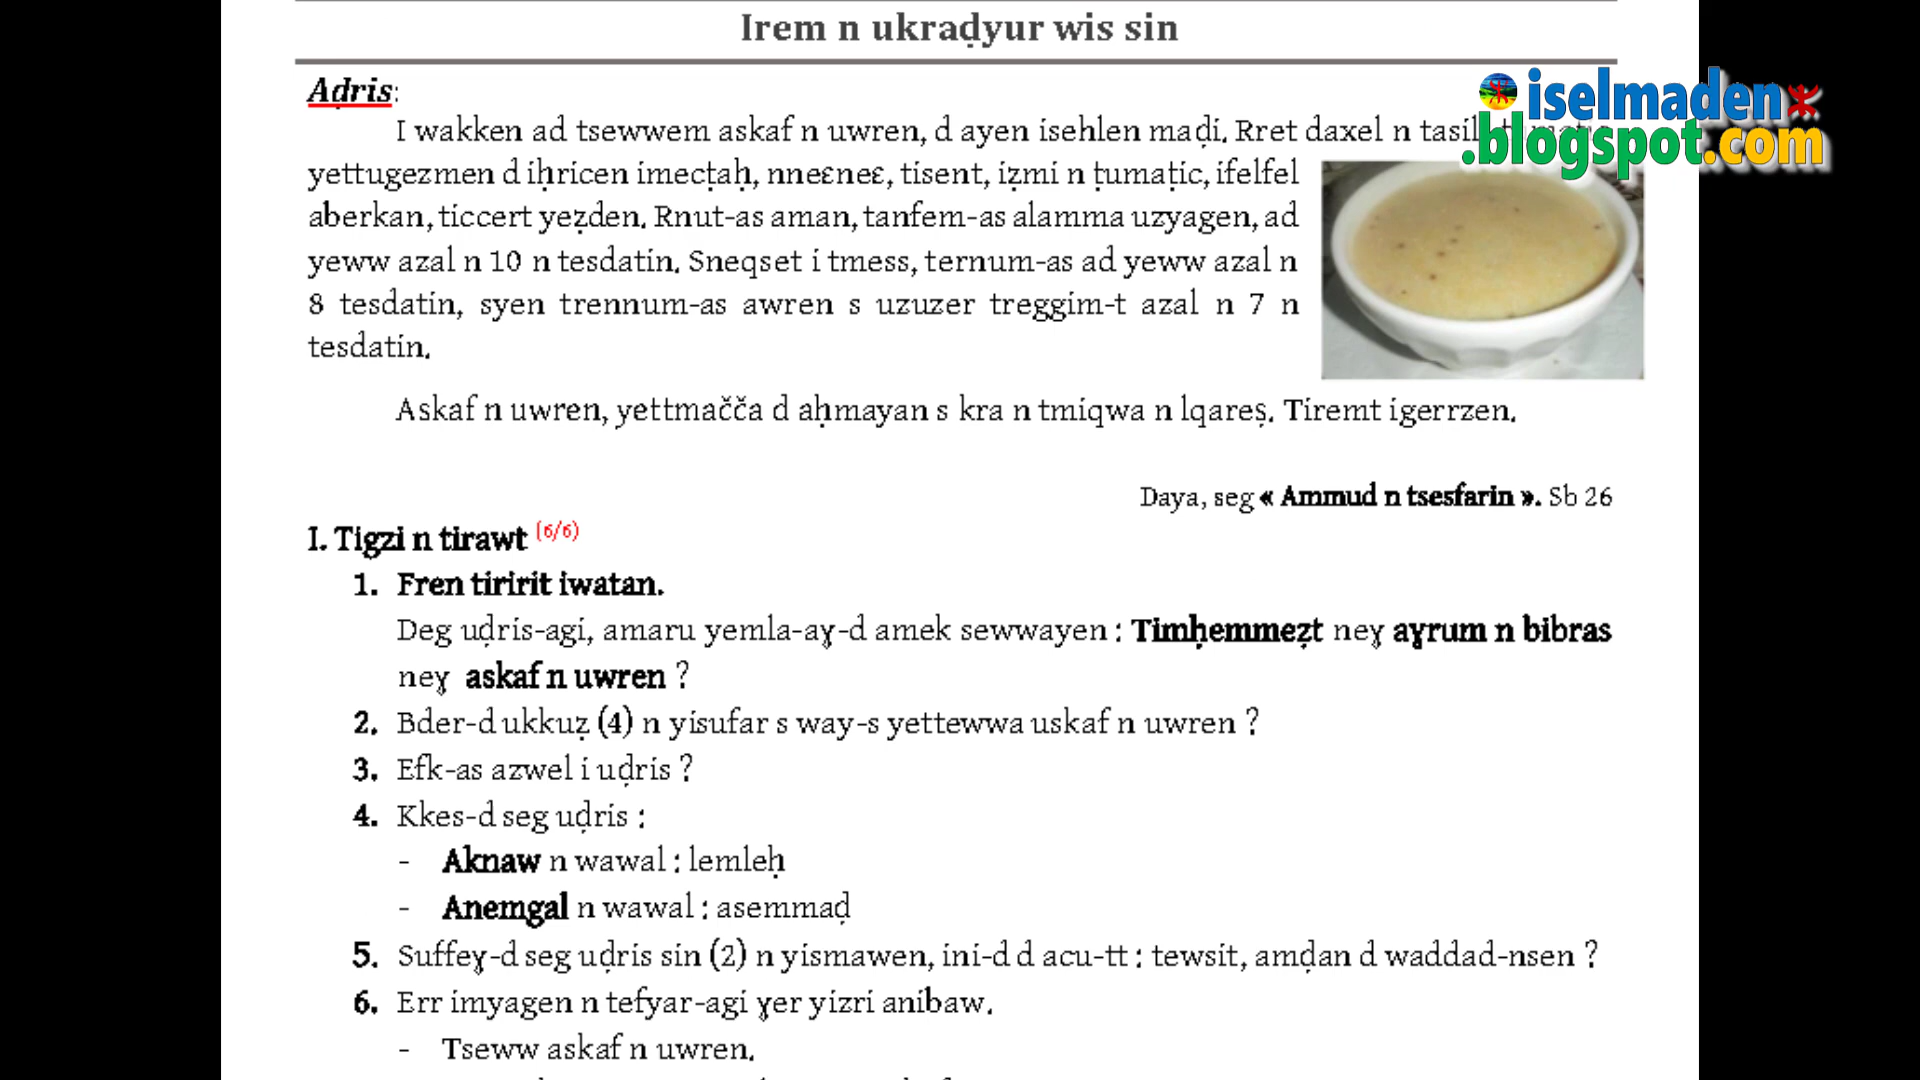 Irem n ukraḍyur wis sin
Aḍris:
I wakken ad tsewwem askaf n uwren, d ayen isehlen maḍi. Rret daxel n
yettugezmen d iḥricen imecṭaḥ, nneɛneɛ, tisent, iẓmi n ṭumaṭic, ifelfel
aberkan, ticcert yeẓden. Rnut-as aman, tanfem-as alamma uzyagen, ad
yeww azal n 10 n tesdatin. Sneqset i tmess, ternum-as ad yeww azal n
8 tesdatin, syen trennum-as awren s uzuzer treggim-t azal n 7 n
tesdatin.
Askaf n uwren, yettmačča d aḥmayan s kra n tmiqwa n lqareṣ. Tiremt igerrzen.
Daya, seg « Ammud n tsesfarin ». Sb 26
I. Tigzi n tirawt (6/6)
1. Fren tiririt iwatan.
Deg uḍris-agi, amaru yemla-aɣ-d amek sewwayen : Timḥemmeẓt neɣ aɣrum n bibras
neɣ askaf n uwren ?
2. Bder-d ukkuẓ (4) n yisufar s way-s yettewwa uskaf n uwren ?
3. Efk-as azwel i uḍris ?
4. Kkes-d seg uḍris :
- Aknaw n wawal : lemleḥ
- Anemgal n wawal : asemmaḍ
5. Suffeɣ-d seg uḍris sin (2) n yismawen, ini-d d acu-tt : tewsit, amḍan d waddad-nsen ?
6. Err imyagen n tefyar-agi ɣer yizri anibaw.
- Tseww askaf n uwren.
iselmaden
.blogspot.com